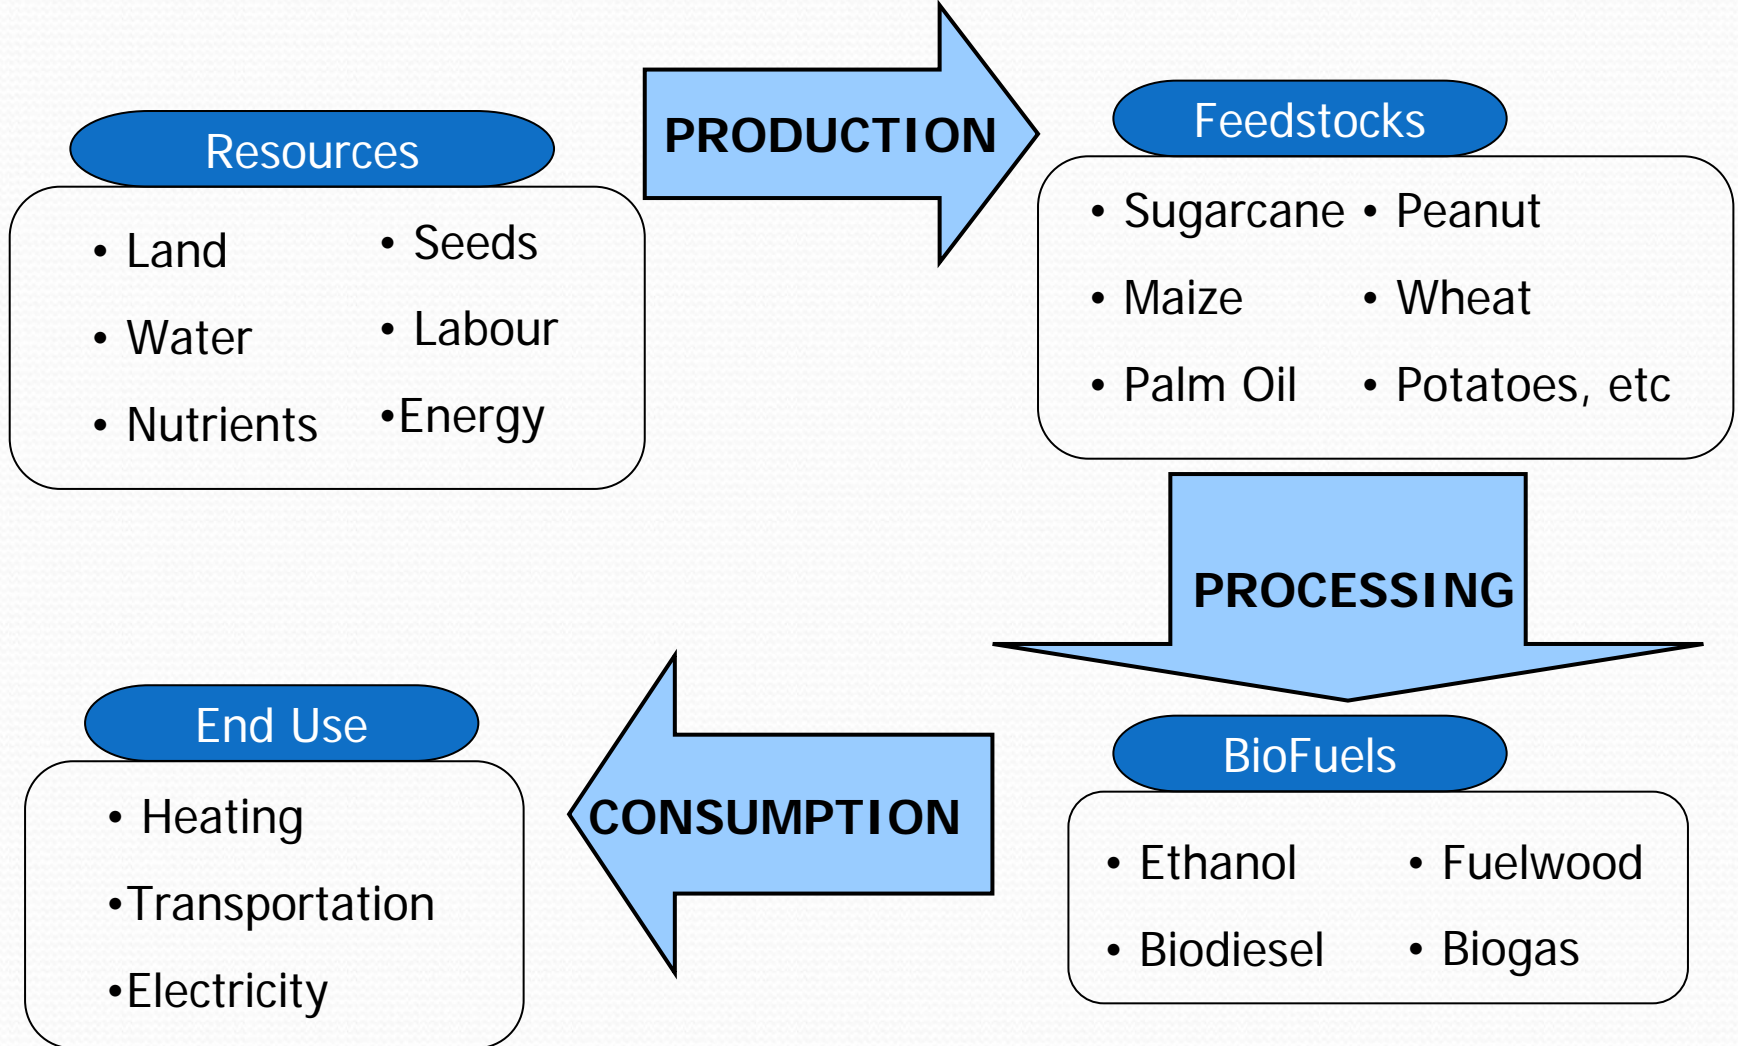 PRODUCTION
Resources
• Land
• Water
• Nutrients
• Seeds
• Labour
•Energy
Feedstocks
• Sugarcane
• Maize
• Palm Oil
• Peanut
• Wheat
• Potatoes, etc
PROCESSING
BioFuels
• Ethanol
• Biodiesel
• Fuelwood
• Biogas
CONSUMPTION
End Use
• Heating
•Transportation
•Electricity